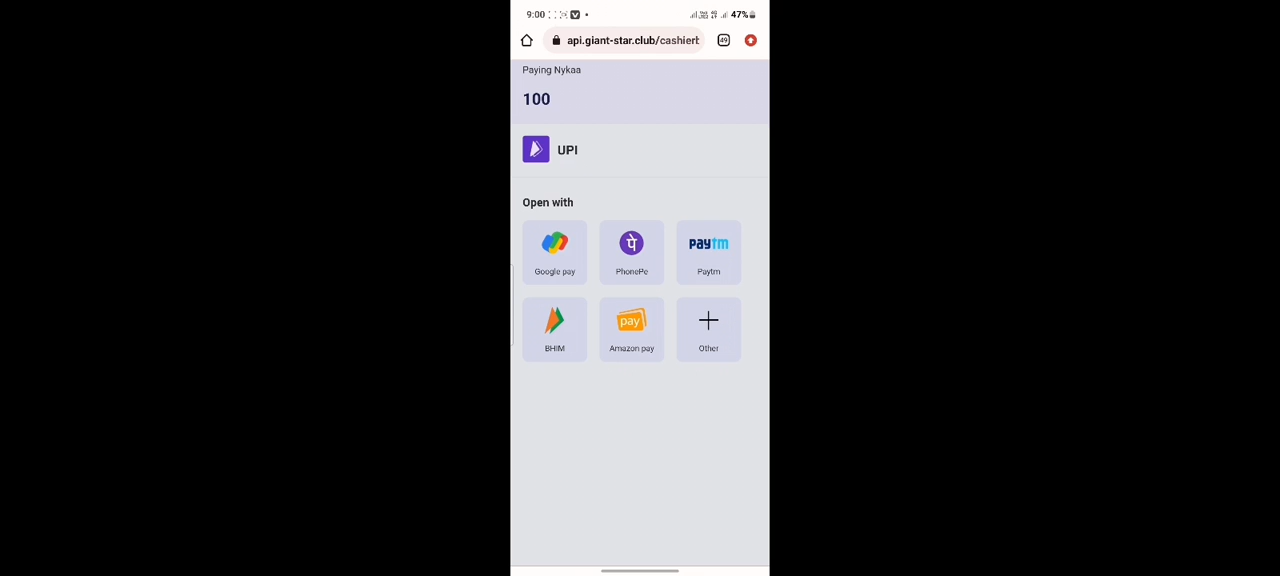 9:00 47%
api.giant-star.club/cashiert 49
Paying Nykaa
100
UPI
Open with
Google pay PhonePe Paytm
BHIM Amazon pay Other